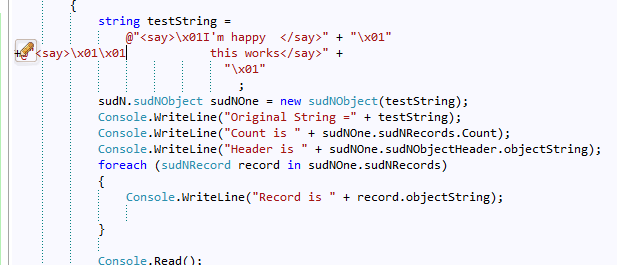 {
string testString =
@"<say>\x01I'm happy  </say>" + "\x01"
<say>\x01\x01          this works</say>" +
"\x01"
;
sudN.sudNObject sudNOne = new sudNObject(testString);
Console.WriteLine("Original String =" + testString);
Console.WriteLine("Count is " + sudNOne.sudNRecords.Count);
Console.WriteLine("Header is " + sudNOne.sudNObjectHeader.objectString);
foreach (sudNRecord record in sudNOne.sudNRecords)
{
Console.WriteLine("Record is " + record.objectString);
}
Console.Read();